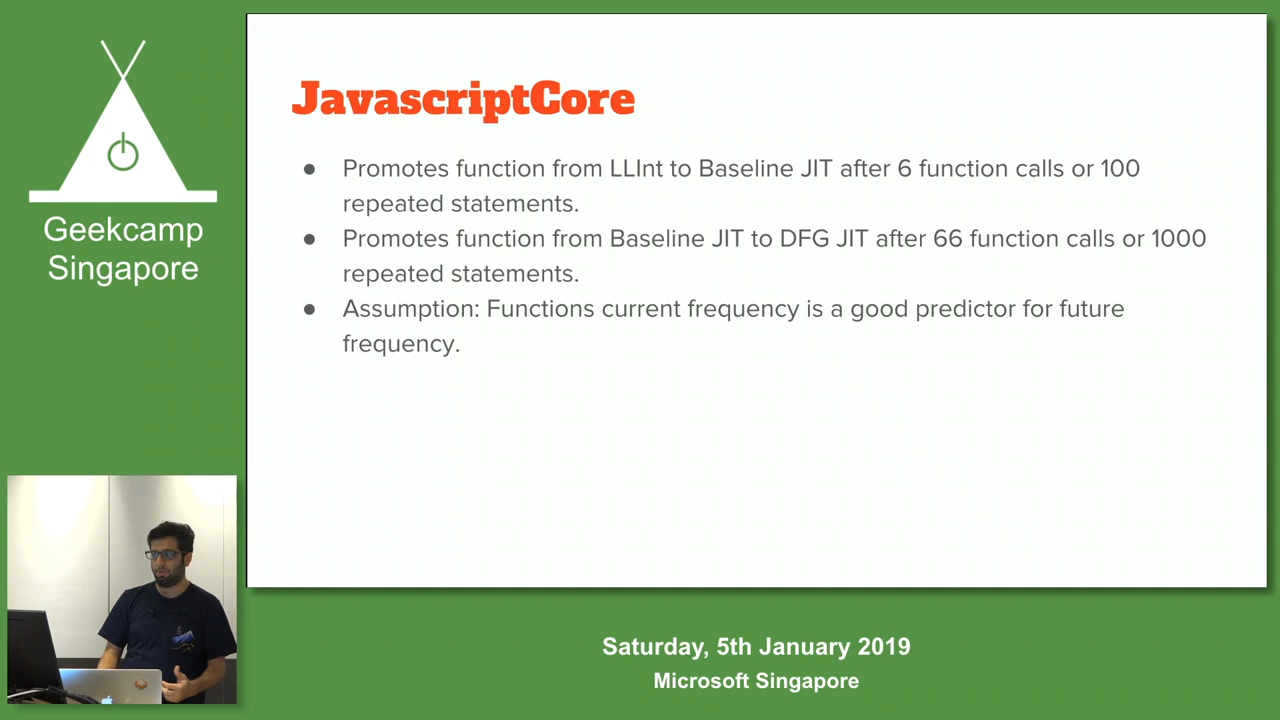 Geekcamp
Singapore
JavascriptCore
● Promotes function from LLInt to Baseline JIT after 6 function calls or 100
repeated statements.
● Promotes function from Baseline JIT to DFG JIT after 66 function calls or 1000
repeated statements.
● Assumption: Functions current frequency is a good predictor for future
frequency.
Saturday, 5th January 2019
Microsoft Singapore